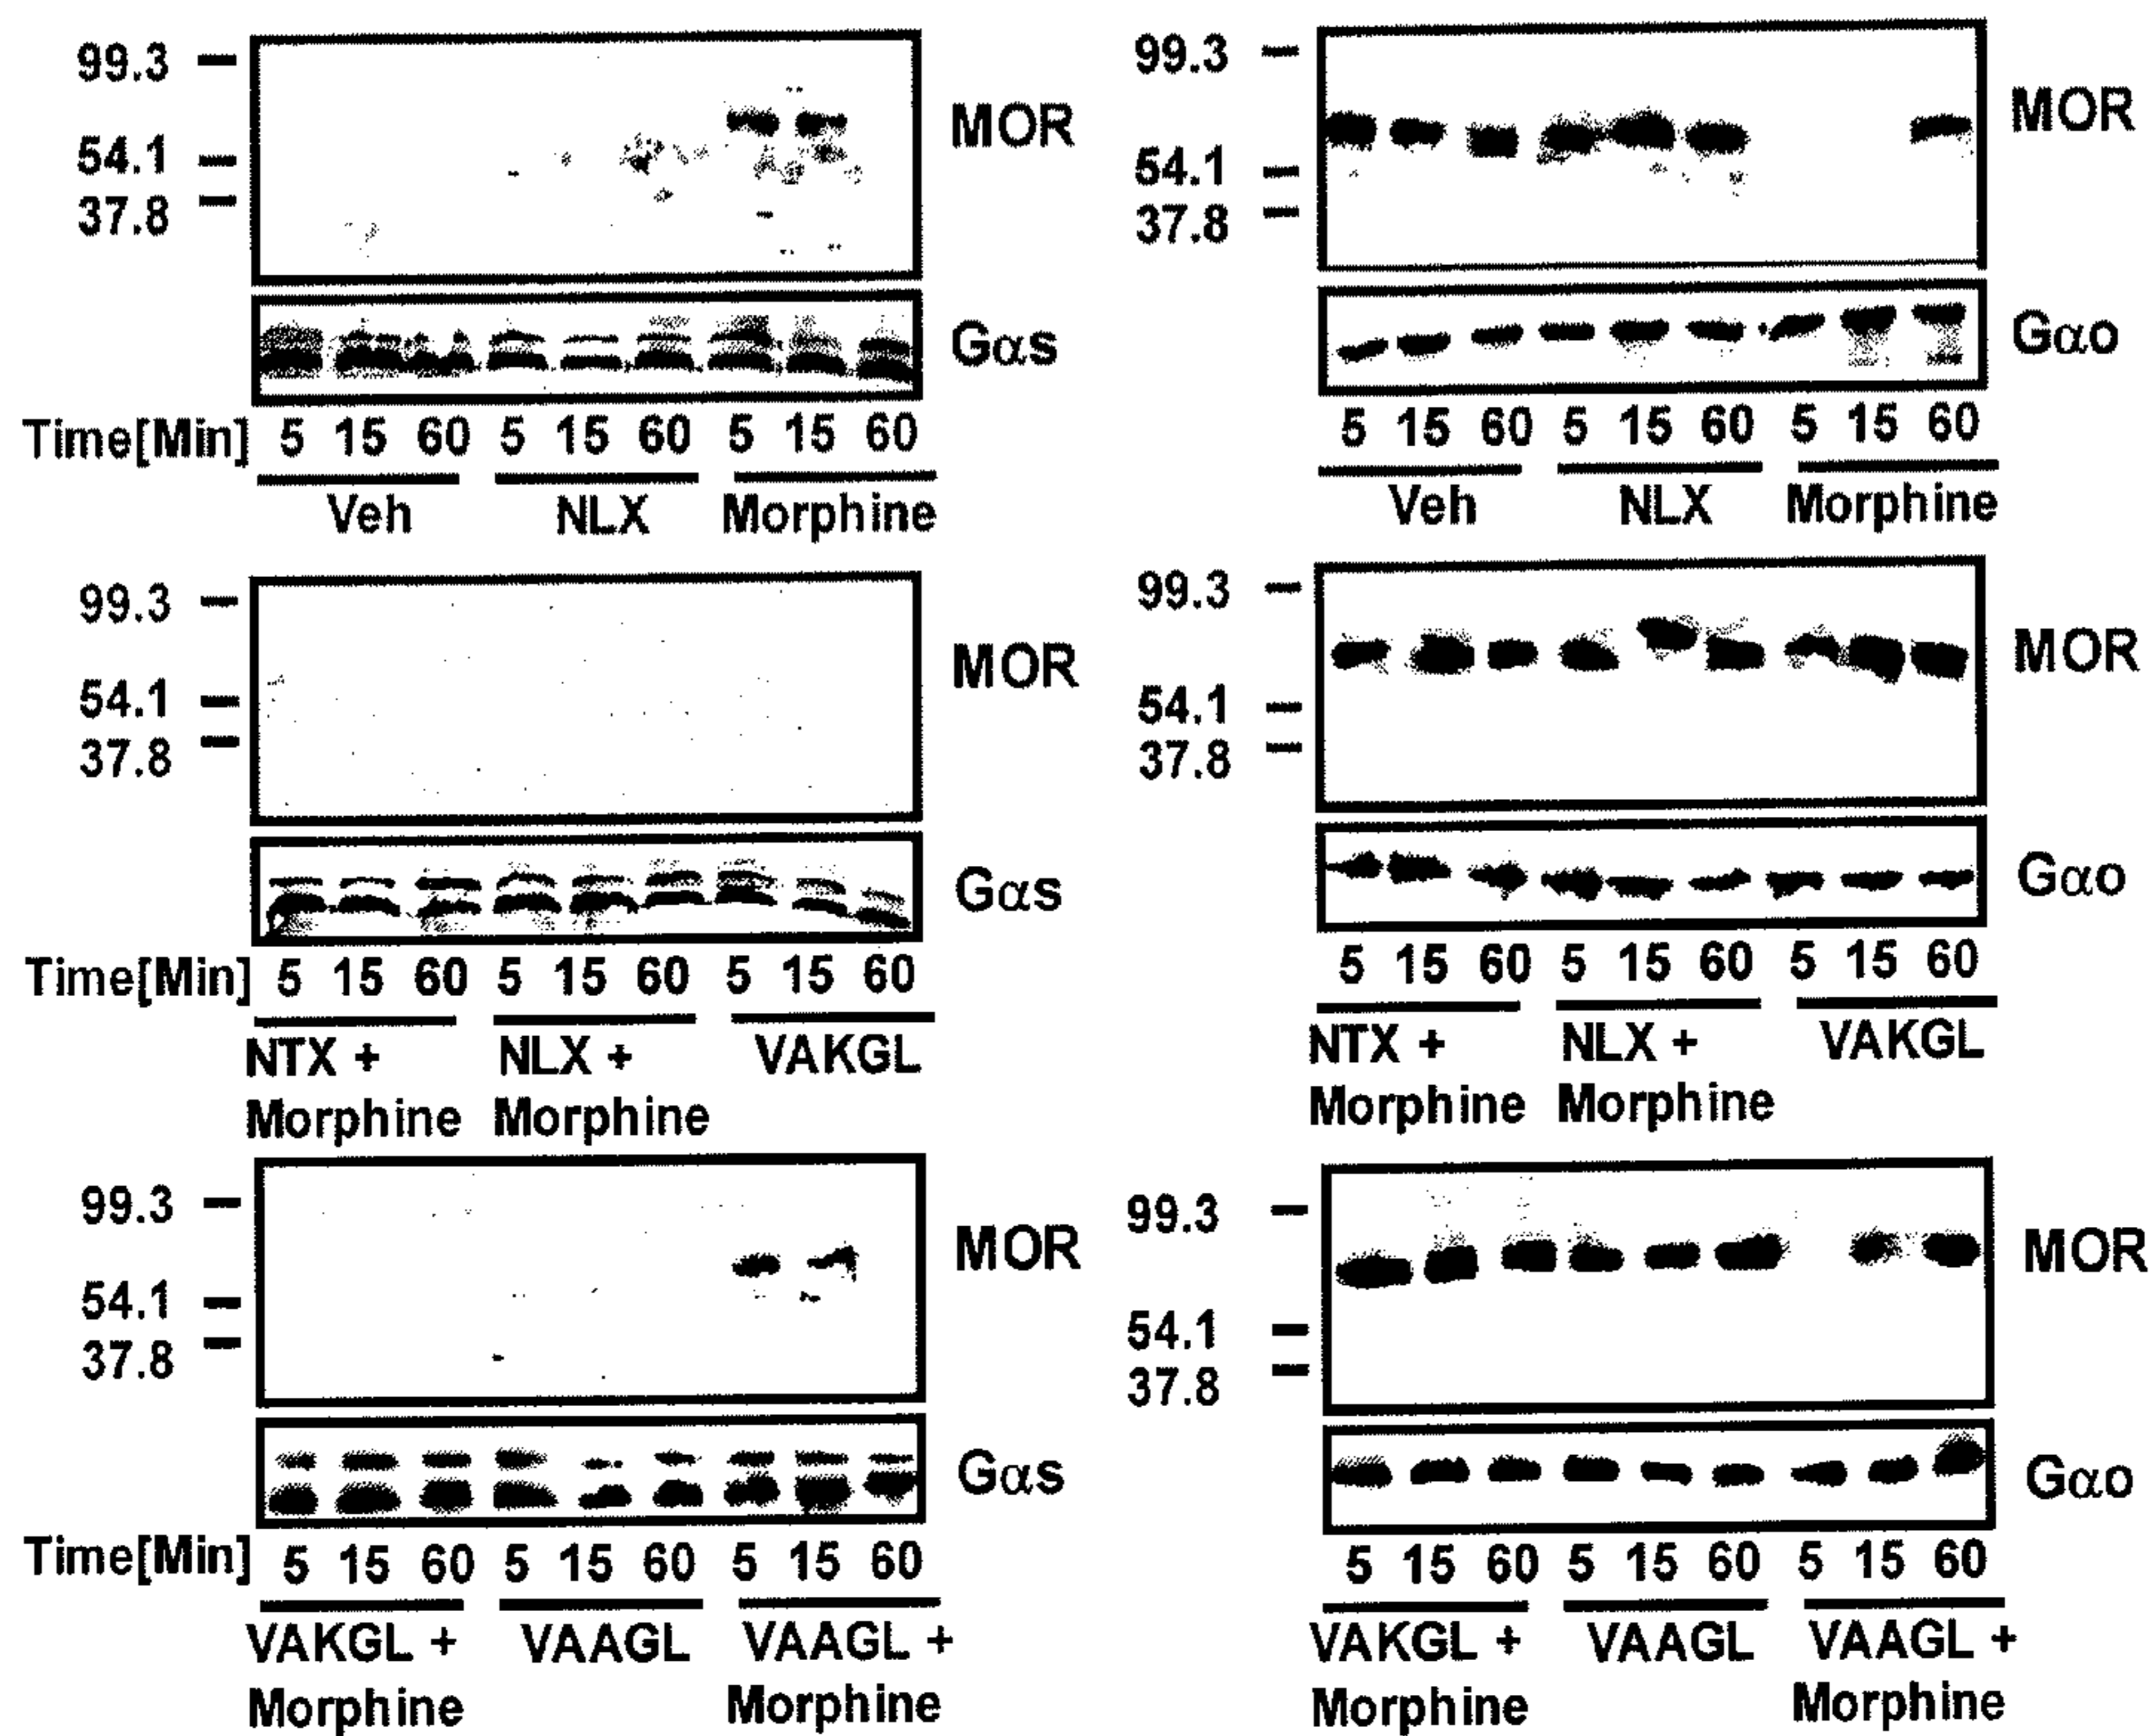 99.3
54.1
37.8
MOR
Gαs
Time[Min] 5 15 60 5 15 60 5 15 60
Veh NLX Morphine
99.3
54.1
37.8
MOR
Gαo
5 15 60 5 15 60 5 15 60
Veh NLX Morphine
99.3
54.1
37.8
MOR
Gαs
Time[Min] 5 15 60 5 15 60 5 15 60
NTX + NLX + VAKGL
Morphine Morphine
99.3
54.1
37.8
MOR
Gαo
5 15 60 5 15 60 5 15 60
NTX + NLX + VAKGL
Morphine Morphine
99.3
54.1
37.8
MOR
Gαs
Time[Min] 5 15 60 5 15 60 5 15 60
VAKGL + VAAGL VAAGL +
Morphine Morphine
99.3
54.1
37.8
MOR
Gαo
5 15 60 5 15 60 5 15 60
VAKGL + VAAGL VAAGL +
Morphine Morphine